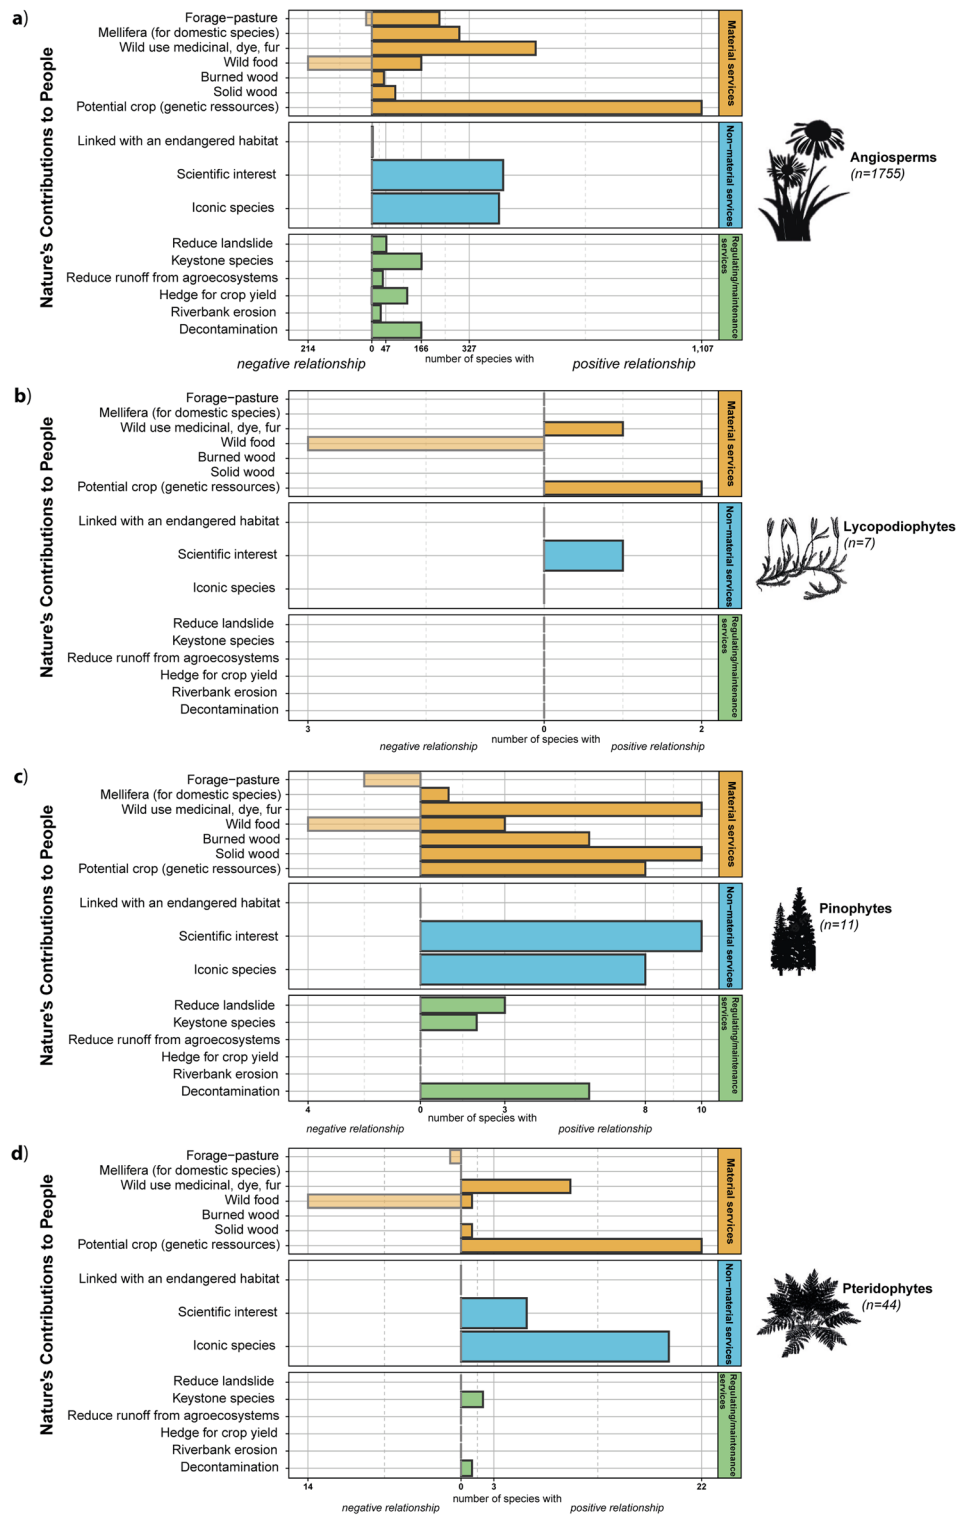 a)
Nature's Contributions to People
Forage-pasture
Mellifera (for domestic species)
Wild use medicinal, dye, fur
Wild food
Burned wood
Solid wood
Potential crop (genetic ressources)
Material services
Linked with an endangered habitat
Scientific interest
Iconic species
Non-material services
Reduce landslide
Keystone species
Reduce runoff from agroecosystems
Hedge for crop yield
Riverbank erosion
Decontamination
Regulating/maintenance
services
214 0 47 166 327 1,107
number of species with
negative relationship positive relationship
Angiosperms
(n=1755)
b)
Nature's Contributions to People
Forage-pasture
Mellifera (for domestic species)
Wild use medicinal, dye, fur
Wild food
Burned wood
Solid wood
Potential crop (genetic ressources)
Material services
Linked with an endangered habitat
Scientific interest
Iconic species
Non-material services
Reduce landslide
Keystone species
Reduce runoff from agroecosystems
Hedge for crop yield
Riverbank erosion
Decontamination
Regulating/maintenance
services
3 0 2
number of species with
negative relationship positive relationship
Lycopodiophytes
(n=7)
c)
Nature's Contributions to People
Forage-pasture
Mellifera (for domestic species)
Wild use medicinal, dye, fur
Wild food
Burned wood
Solid wood
Potential crop (genetic ressources)
Material services
Linked with an endangered habitat
Scientific interest
Iconic species
Non-material services
Reduce landslide
Keystone species
Reduce runoff from agroecosystems
Hedge for crop yield
Riverbank erosion
Decontamination
Regulating/maintenance
services
4 0 3 8 10
number of species with
negative relationship positive relationship
Pinophytes
(n=11)
d)
Nature's Contributions to People
Forage-pasture
Mellifera (for domestic species)
Wild use medicinal, dye, fur
Wild food
Burned wood
Solid wood
Potential crop (genetic ressources)
Material services
Linked with an endangered habitat
Scientific interest
Iconic species
Non-material services
Reduce landslide
Keystone species
Reduce runoff from agroecosystems
Hedge for crop yield
Riverbank erosion
Decontamination
Regulating/maintenance
services
14 0 3 22
number of species with
negative relationship positive relationship
Pteridophytes
(n=44)